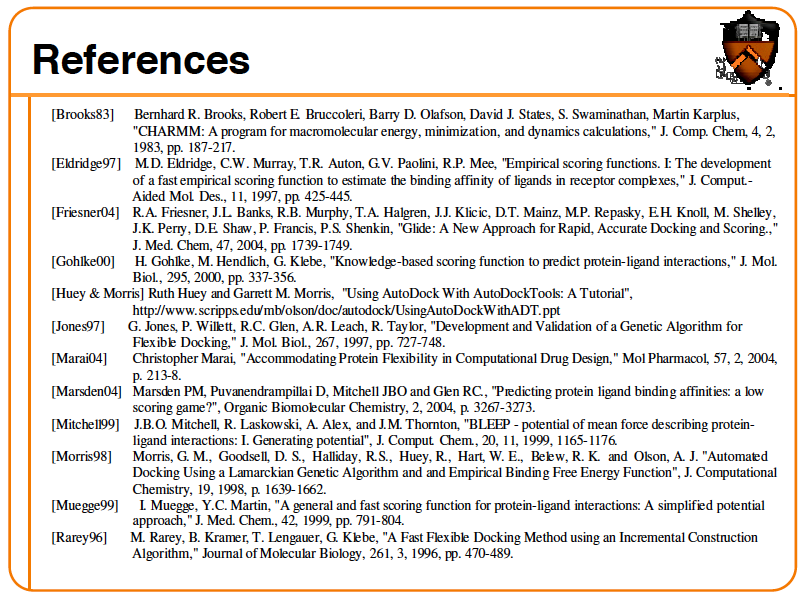 References
[Brooks83] Bernhard R. Brooks, Robert E. Bruccoleri, Barry D. Olafson, David J. States, S. Swaminathan, Martin Karplus,
"CHARMM: A program for macromolecular energy, minimization, and dynamics calculations," J. Comp. Chem, 4, 2,
1983, pp. 187-217.
[Eldridge97] M.D. Eldridge, C.W. Murray, T.R. Auton, G.V. Paolini, R.P. Mee, "Empirical scoring functions. I: The development
of a fast empirical scoring function to estimate the binding affinity of ligands in receptor complexes," J. Comput.-
Aided Mol. Des., 11, 1997, pp. 425-445.
[Friesner04] R.A. Friesner, J.L. Banks, R.B. Murphy, T.A. Halgren, J.J. Klicic, D.T. Mainz, M.P. Repasky, E.H. Knoll, M. Shelley,
J.K. Perry, D.E. Shaw, P. Francis, P.S. Shenkin, "Glide: A New Approach for Rapid, Accurate Docking and Scoring.,"
J. Med. Chem, 47, 2004, pp. 1739-1749.
[Gohlke00] H. Gohlke, M. Hendlich, G. Klebe, "Knowledge-based scoring function to predict protein-ligand interactions," J. Mol.
Biol., 295, 2000, pp. 337-356.
[Huey & Morris] Ruth Huey and Garrett M. Morris, "Using AutoDock With AutoDockTools: A Tutorial",
http://www.scripps.edu/mb/olson/doc/autodock/UsingAutoDockWithADT.ppt
[Jones97] G. Jones, P. Willett, R.C. Glen, A.R. Leach, R. Taylor, "Development and Validation of a Genetic Algorithm for
Flexible Docking," J. Mol. Biol., 267, 1997, pp. 727-748.
[Marai04] Christopher Marai, "Accommodating Protein Flexibility in Computational Drug Design," Mol Pharmacol, 57, 2, 2004,
p. 213-8.
[Marsden04] Marsden PM, Puvanendrampillai D, Mitchell JBO and Glen RC., "Predicting protein ligand binding affinities: a low
scoring game?", Organic Biomolecular Chemistry, 2, 2004, p. 3267-3273.
[Mitchell99] J.B.O. Mitchell, R. Laskowski, A. Alex, and J.M. Thornton, "BLEEP - potential of mean force describing protein-
ligand interactions: I. Generating potential", J. Comput. Chem., 20, 11, 1999, 1165-1176.
[Morris98] Morris, G. M., Goodsell, D. S., Halliday, R.S., Huey, R., Hart, W. E., Belew, R. K. and Olson, A. J. "Automated
Docking Using a Lamarckian Genetic Algorithm and and Empirical Binding Free Energy Function", J. Computational
Chemistry, 19, 1998, p. 1639-1662.
[Muegge99] I. Muegge, Y.C. Martin, "A general and fast scoring function for protein-ligand interactions: A simplified potential
approach," J. Med. Chem., 42, 1999, pp. 791-804.
[Rarey96] M. Rarey, B. Kramer, T. Lengauer, G. Klebe, "A Fast Flexible Docking Method using an Incremental Construction
Algorithm," Journal of Molecular Biology, 261, 3, 1996, pp. 470-489.